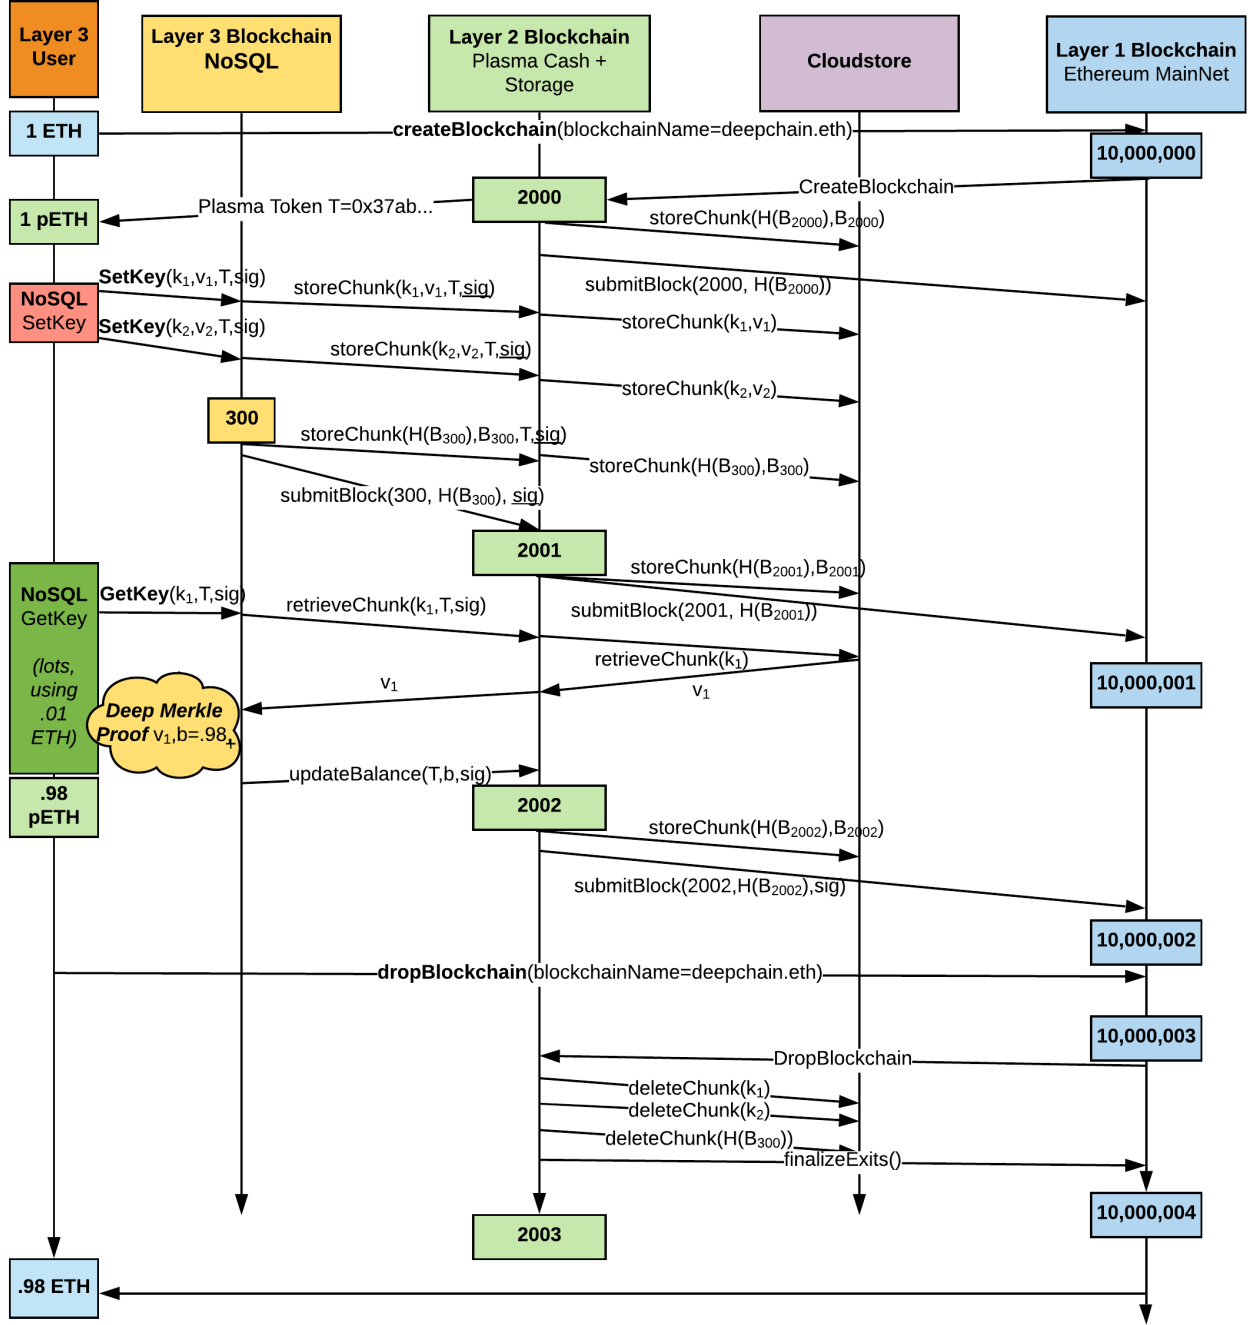 Layer 3
User
Layer 3 Blockchain
NoSQL
Layer 2 Blockchain
Plasma Cash +
Storage
Cloudstore
Layer 1 Blockchain
Ethereum MainNet
1 ETH
createBlockchain(blockchainName=deepchain.eth)
10,000,000
CreateBlockchain
2000
Plasma Token T=0x37ab...
1 pETH
storeChunk(H(B2000),B2000)
submitBlock(2000, H(B2000))
NoSQL
SetKey
SetKey(k1,v1,T,sig)
storeChunk(k1,v1,T,sig)
storeChunk(k1,v1)
SetKey(k2,v2,T,sig)
storeChunk(k2,v2,T,sig)
storeChunk(k2,v2)
300
storeChunk(H(B300),B300,T,sig)
storeChunk(H(B300),B300)
submitBlock(300, H(B300), sig)
2001
storeChunk(H(B2001),B2001)
submitBlock(2001, H(B2001))
NoSQL
GetKey
(lots,
using
.01
ETH)
GetKey(k1,T,sig)
retrieveChunk(k1,T,sig)
retrieveChunk(k1)
v1
v1
10,000,001
Deep Merkle
Proof v1,b=.98,
+
updateBalance(T,b,sig)
.98
pETH
2002
storeChunk(H(B2002),B2002)
submitBlock(2002,H(B2002),sig)
10,000,002
dropBlockchain(blockchainName=deepchain.eth)
10,000,003
DropBlockchain
deleteChunk(k1)
deleteChunk(k2)
deleteChunk(H(B300))
finalizeExits()
10,000,004
2003
.98 ETH